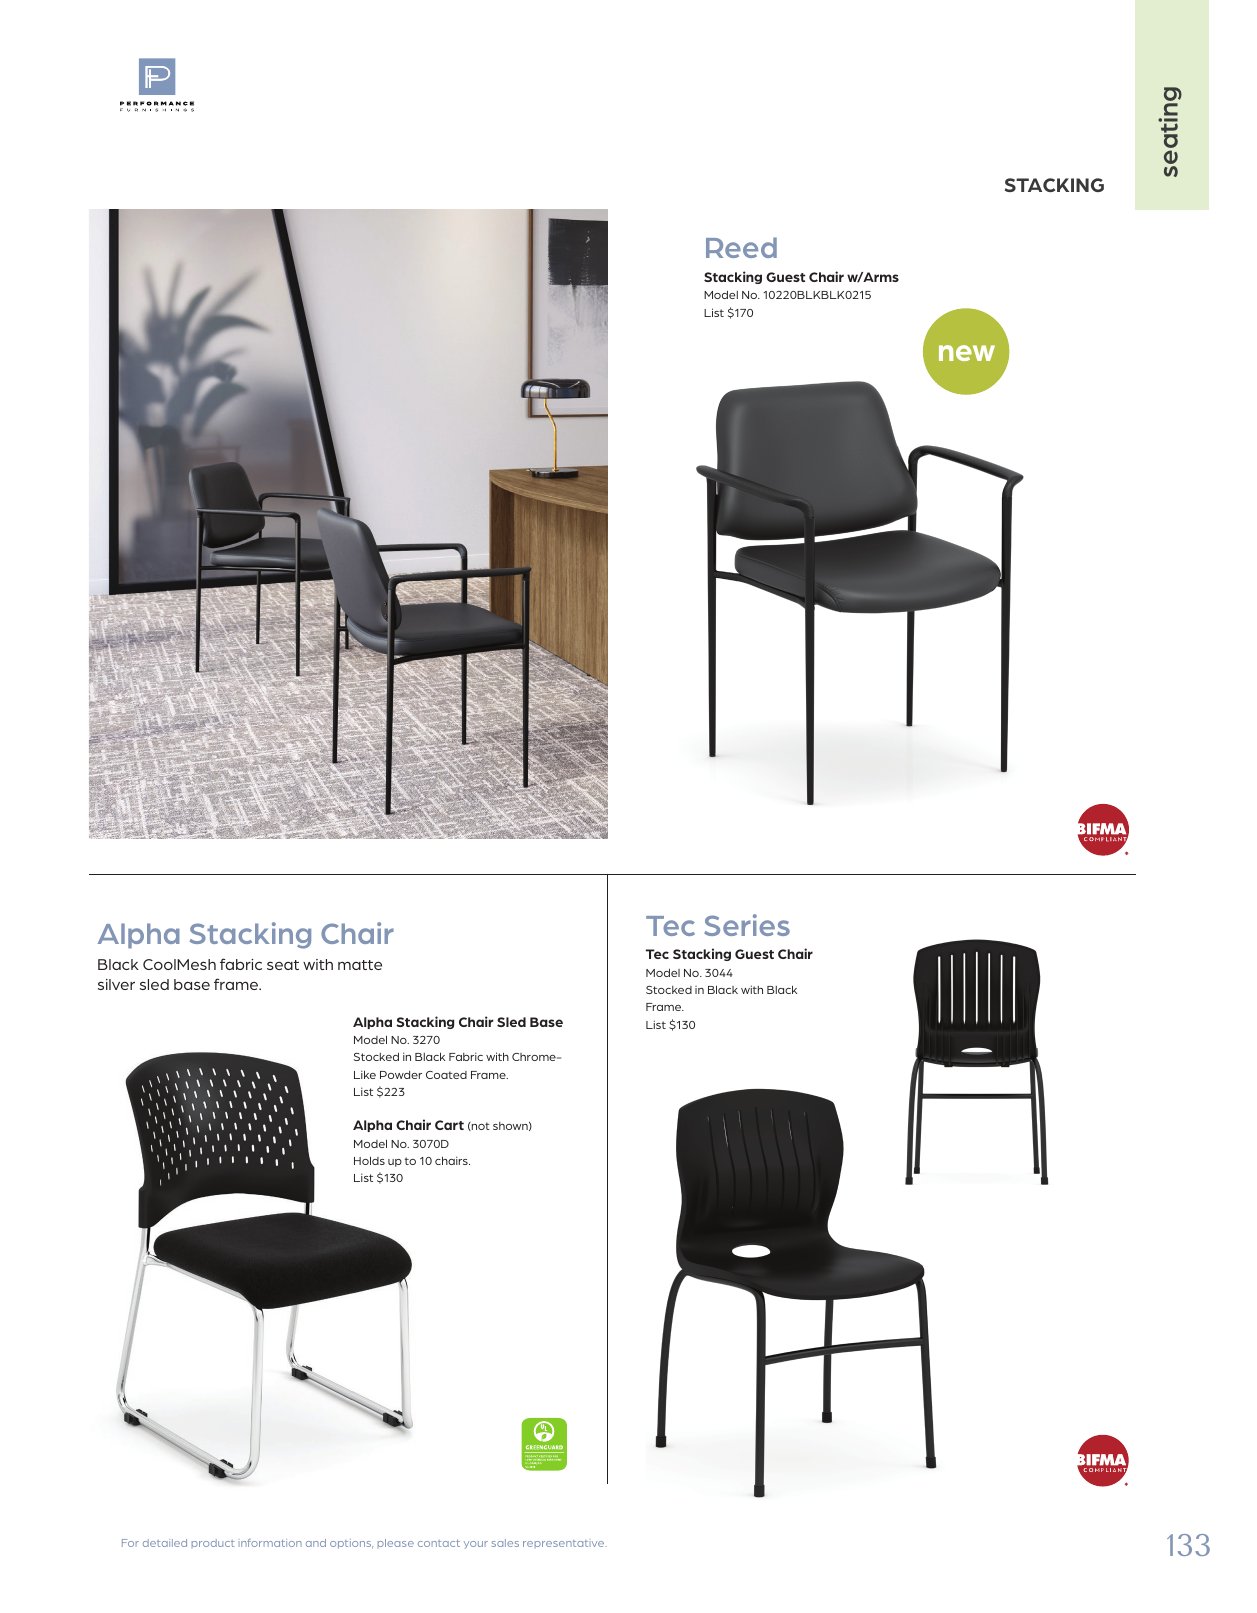 PERFORMANCE
FURNISHINGS
seating
STACKING
Reed
Stacking Guest Chair w/Arms
Model No. 10220BLKBLK0215
List $170
new
BIFMA
COMPLIANT
Alpha Stacking Chair
Black CoolMesh fabric seat with matte
silver sled base frame.
Alpha Stacking Chair Sled Base
Model No. 3270
Stocked in Black Fabric with Chrome-
Like Powder Coated Frame.
List $223
Alpha Chair Cart (not shown)
Model No. 3070D
Holds up to 10 chairs.
List $130
GREENGUARD
Tec Series
Tec Stacking Guest Chair
Model No. 3044
Stocked in Black with Black
Frame.
List $130
BIFMA
COMPLIANT
For detailed product information and options, please contact your sales representative.
133